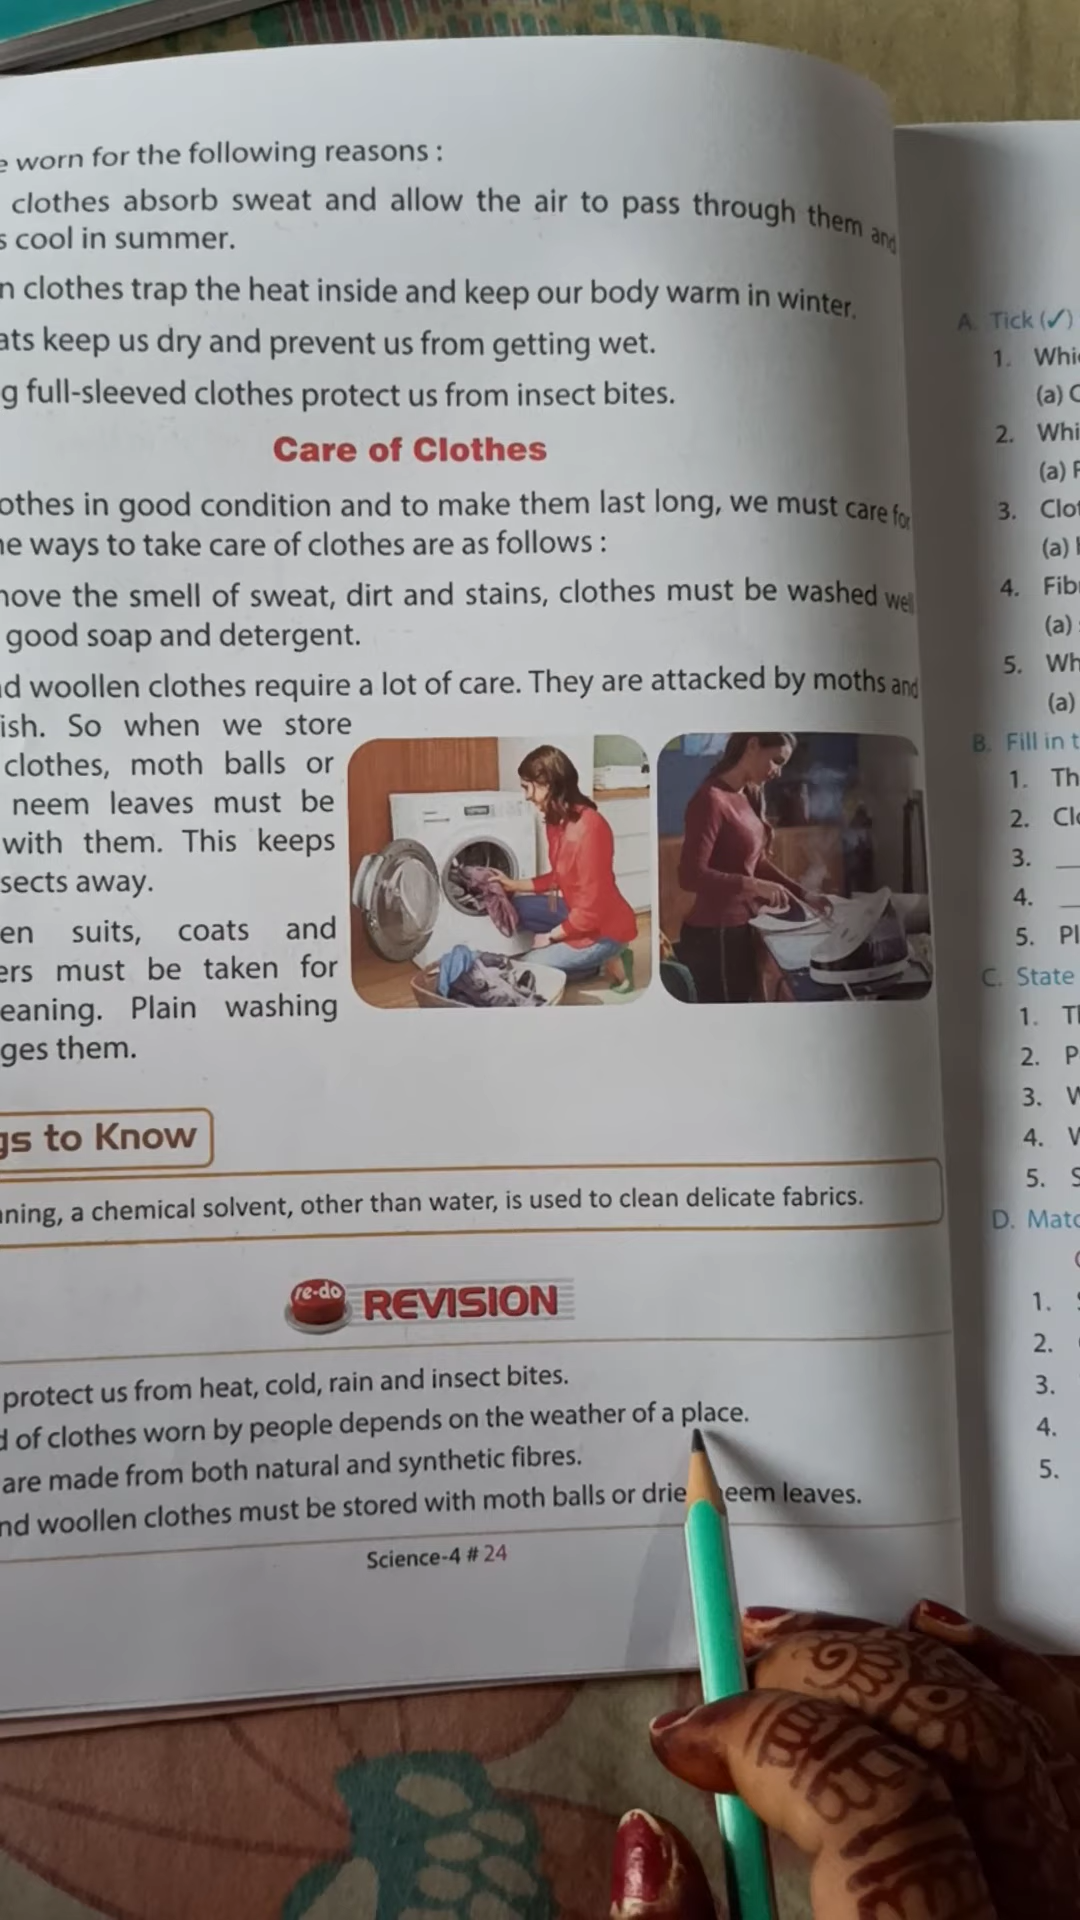 worn for the following reasons :
clothes absorb sweat and allow the air to pass through them and
cool in summer.
clothes trap the heat inside and keep our body warm in winter.
keep us dry and prevent us from getting wet.
full-sleeved clothes protect us from insect bites.
Care of Clothes
in good condition and to make them last long, we must care for
ways to take care of clothes are as follows :
the smell of sweat, dirt and stains, clothes must be washed well
good soap and detergent.
woollen clothes require a lot of care. They are attacked by moths and
ish. So when we store
clothes, moth balls or
neem leaves must be
with them. This keeps
sects away.
en suits, coats and
ers must be taken for
eaning. Plain washing
ges them.
gs to Know
ning, a chemical solvent, other than water, is used to clean delicate fabrics.
re-do REVISION
protect us from heat, cold, rain and insect bites.
of clothes worn by people depends on the weather of a place.
are made from both natural and synthetic fibres.
nd woollen clothes must be stored with moth balls or drie eem leaves.
Science-4 # 24
A. Tick (✓)
1. Whi
(a)
2. Whi
(a)
3. Clo
(a)
4. Fib
(a)
5. Wh
(a)
B. Fill in t
1. Th
2. Cl
3.
4.
5. Pl
C. State
1. T
2. P
3.
4.
5. S
D. Mat
1.
2.
3.
4.
5.